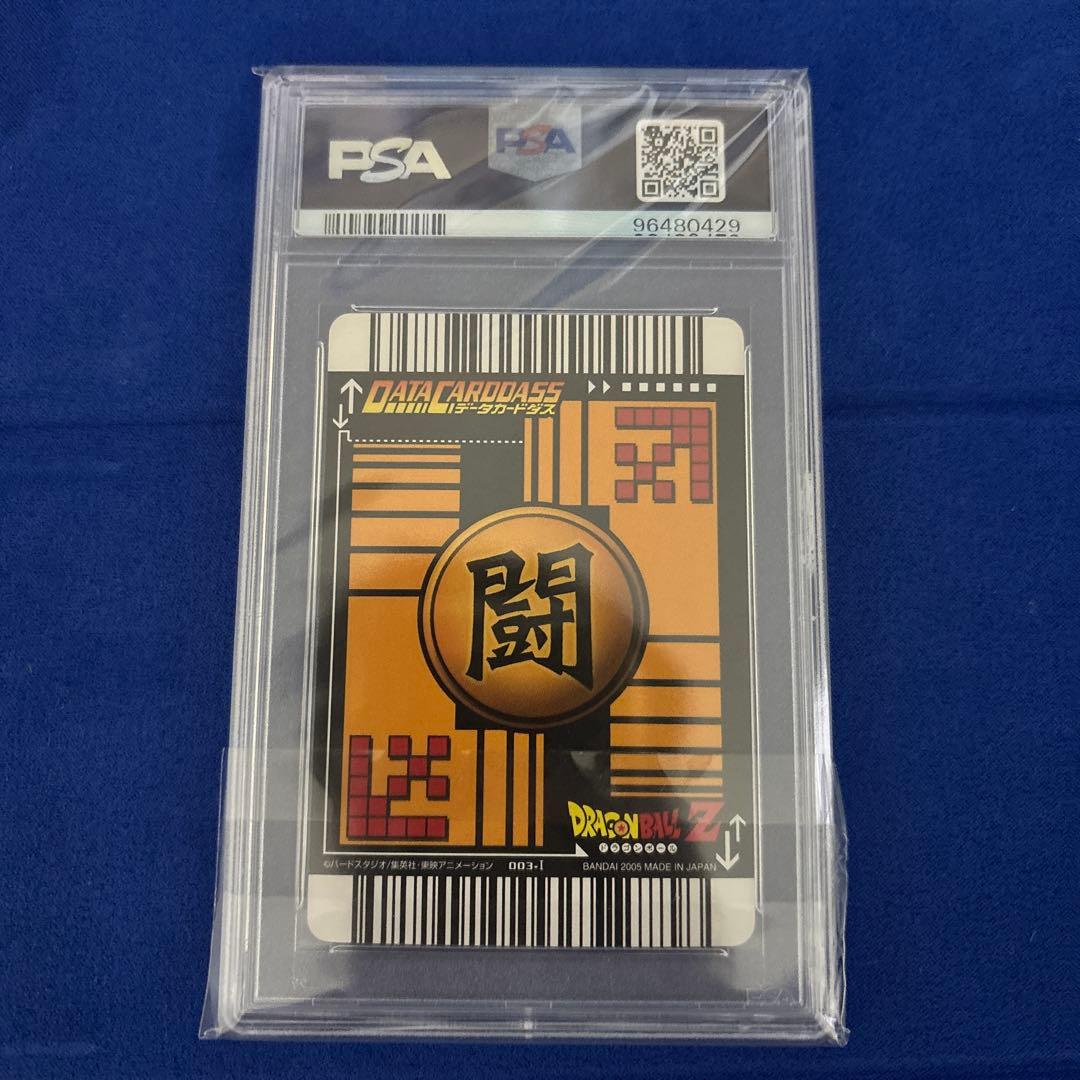 PSA
PSA
96480429
DATA CARDDASS
データカードダス
闘
DRAGON BALL Z
ドラゴンボール
©バードスタジオ/集英社・東映アニメーション 003-I BANDAI 2005 MADE IN JAPAN